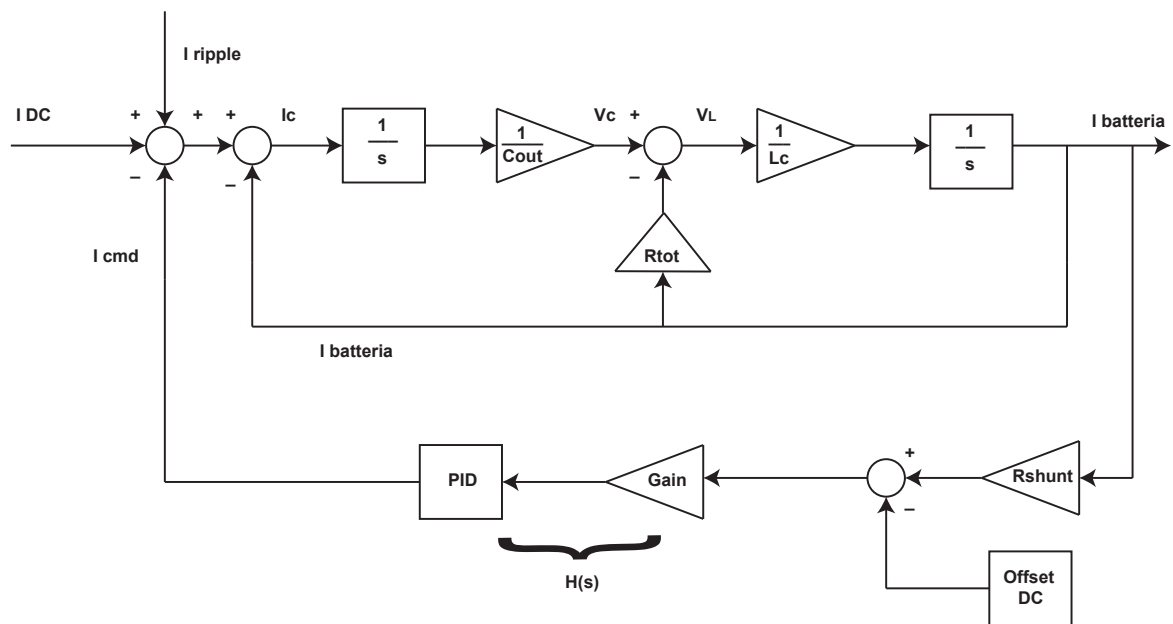 I ripple
I DC
+
+
+
Ic
1
s
1
Cout
Vc
+
VL
1
Lc
1
s
I batteria
–
–
–
I cmd
Rtot
I batteria
PID
Gain
+
–
Rshunt
H(s)
Offset
DC